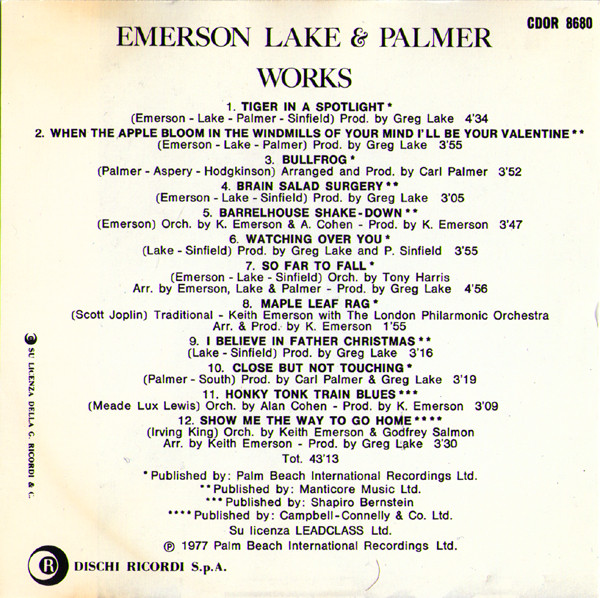 CDOR 8680
EMERSON LAKE & PALMER
WORKS
1. TIGER IN A SPOTLIGHT *
(Emerson - Lake - Palmer - Sinfield) Prod. by Greg Lake 4'34
2. WHEN THE APPLE BLOOM IN THE WINDMILLS OF YOUR MIND I'LL BE YOUR VALENTINE **
(Emerson - Lake - Palmer) Prod. by Greg Lake 3'55
3. BULLFROG *
(Palmer - Aspery - Hodgkinson) Arranged and Prod. by Carl Palmer 3'52
4. BRAIN SALAD SURGERY **
(Emerson - Lake - Sinfield) Prod. by Greg Lake 3'05
5. BARRELHOUSE SHAKE-DOWN **
(Emerson) Orch. by K. Emerson & A. Cohen - Prod. by K. Emerson 3'47
6. WATCHING OVER YOU *
(Lake - Sinfield) Prod. by Greg Lake and P. Sinfield 3'55
7. SO FAR TO FALL *
(Emerson - Lake - Sinfield) Orch. by Tony Harris
Arr. by Emerson, Lake & Palmer - Prod. by Greg Lake 4'56
8. MAPLE LEAF RAG *
(Scott Joplin) Traditional - Keith Emerson with The London Philarmonic Orchestra
Arr. & Prod. by K. Emerson 1'55
9. I BELIEVE IN FATHER CHRISTMAS **
(Lake - Sinfield) Prod. by Greg Lake 3'16
10. CLOSE BUT NOT TOUCHING *
(Palmer - South) Prod. by Carl Palmer & Greg Lake 3'19
11. HONKY TONK TRAIN BLUES ***
(Meade Lux Lewis) Orch. by Alan Cohen - Prod. by K. Emerson 3'09
12. SHOW ME THE WAY TO GO HOME ****
(Irving King) Orch. by Keith Emerson & Godfrey Salmon
Arr. by Keith Emerson - Prod. by Greg Lake 3'30
Tot. 43'13
* Published by: Palm Beach International Recordings Ltd.
** Published by: Manticore Music Ltd.
*** Published by: Shapiro Bernstein
**** Published by: Campbell-Connelly & Co. Ltd.
Su licenza LEADCLASS Ltd.
℗ 1977 Palm Beach International Recordings Ltd.
SU LICENZA DELLA G. RICORDI & C.
R DISCHI RICORDI S.p.A.